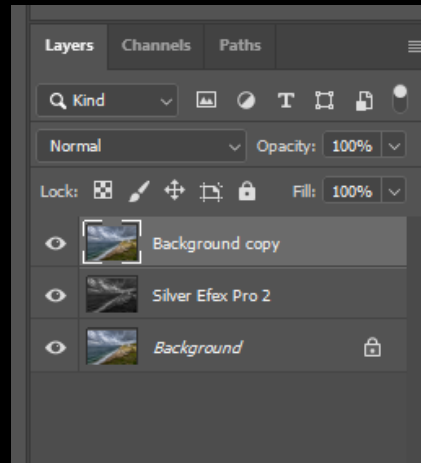 Layers Channels Paths
Kind
Normal Opacity: 100%
Lock: Fill: 100%
Background copy
Silver Efex Pro 2
Background